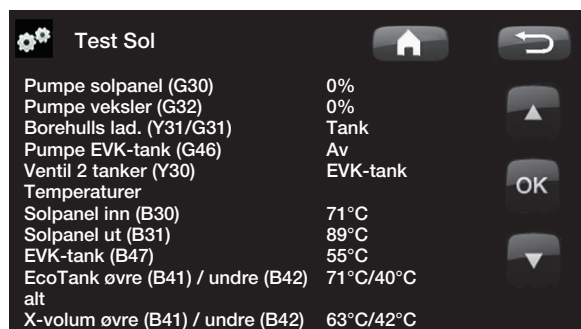 Test Sol
Pumpe solpanel (G30) 0%
Pumpe veksler (G32) 0%
Borehulls lad. (Y31/G31) Tank
Pumpe EVK-tank (G46) Av
Ventil 2 tanker (Y30) EVK-tank
Temperaturer
Solpanel inn (B30) 71°C
Solpanel ut (B31) 89°C
EVK-tank (B47) 55°C
EcoTank øvre (B41) / undre (B42) 71°C/40°C
alt
X-volum øvre (B41) / undre (B42) 63°C/42°C
OK